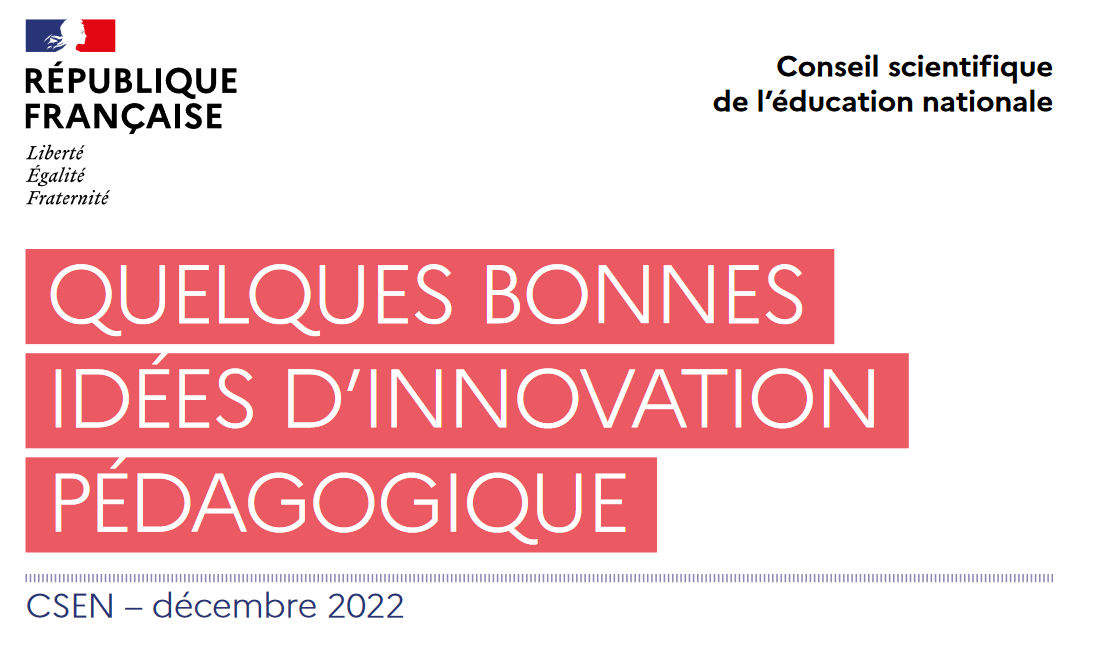 RÉPUBLIQUE
FRANÇAISE
Liberté
Égalité
Fraternité
Conseil scientifique
de l’éducation nationale
QUELQUES BONNES
IDÉES D’INNOVATION
PÉDAGOGIQUE
CSEN – décembre 2022